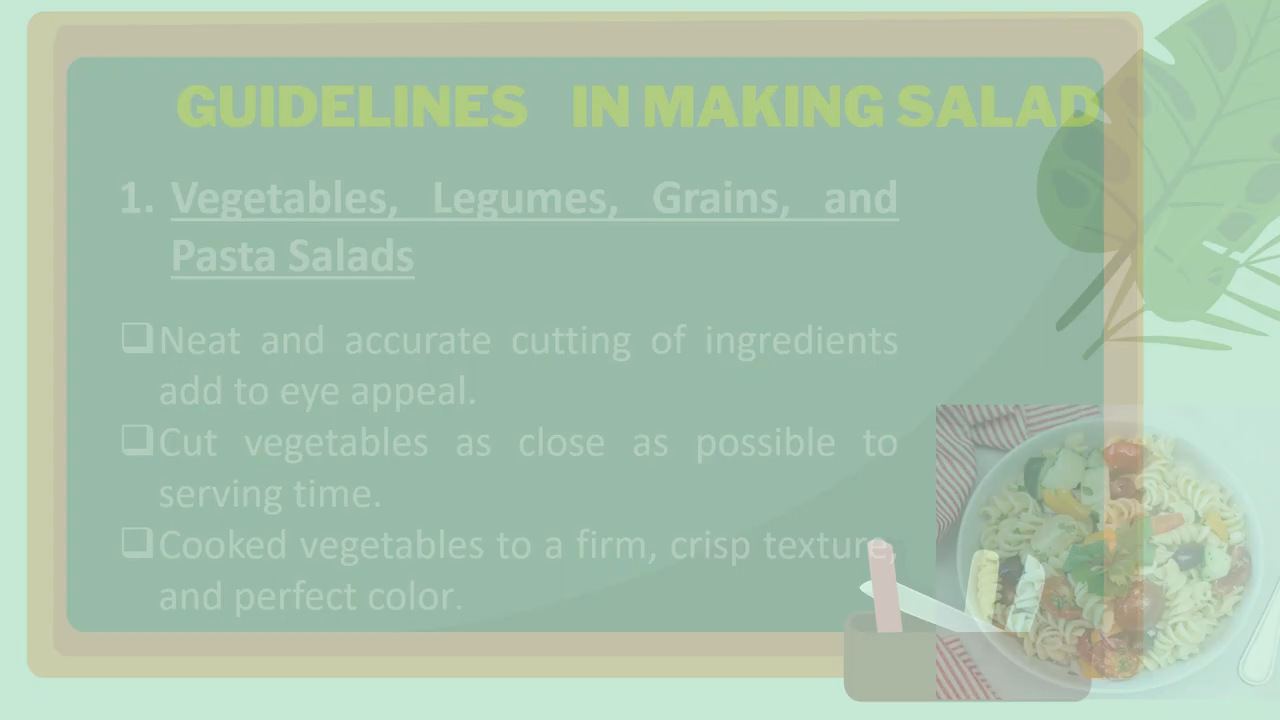 GUIDELINES IN MAKING SALAD
1. Vegetables, Legumes, Grains, and
Pasta Salads
❑Neat and accurate cutting of ingredients
add to eye appeal.
❑Cut vegetables as close as possible to
serving time.
❑Cooked vegetables to a firm, crisp texture,
and perfect color.